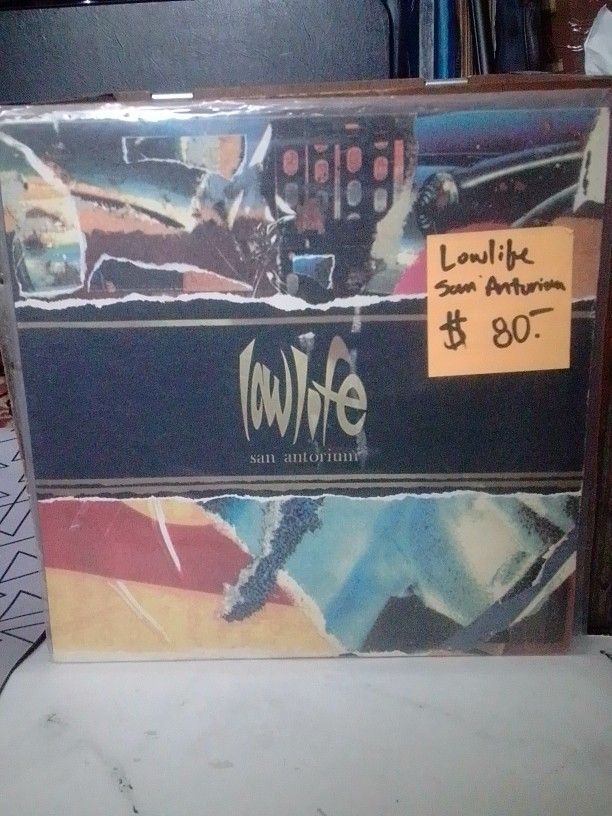 Lowlife
San Antorium
$ 80.-
lowlife
san antorium